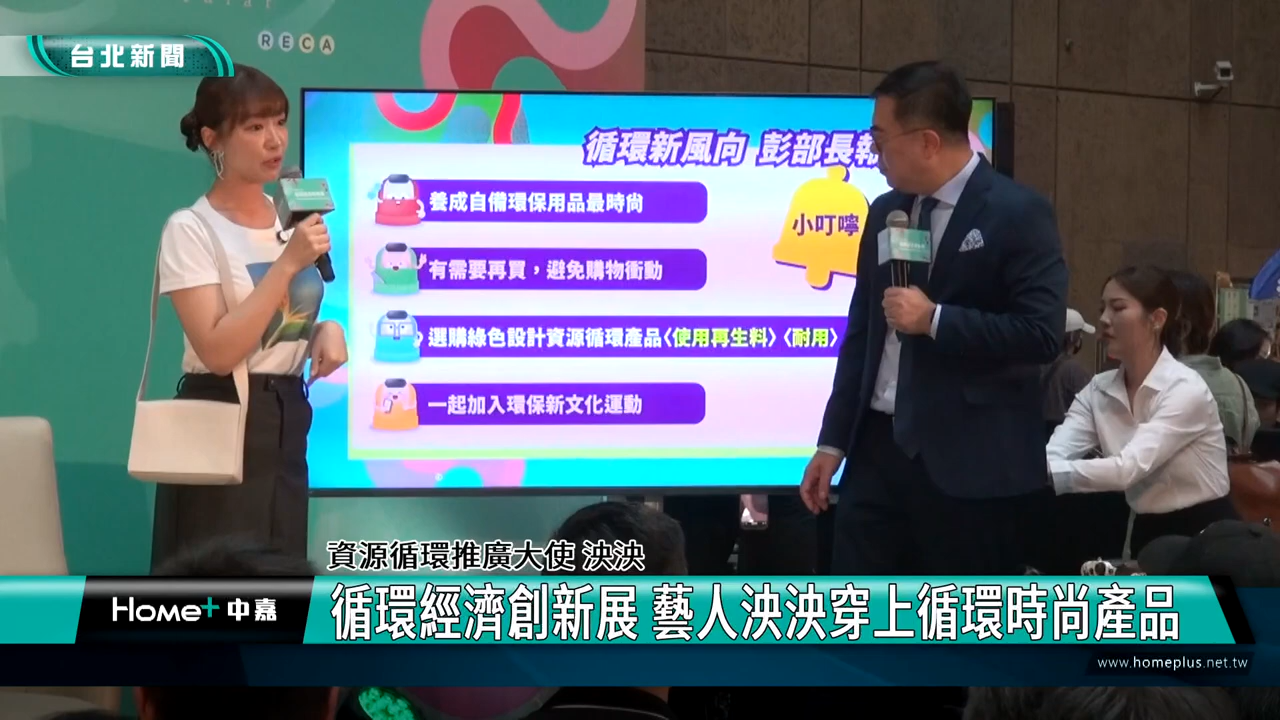 RECA
台北新聞
循環新風向 彭部長報
養成自備環保用品最時尚
小叮嚀
有需要再買，避免購物衝動
選購綠色設計資源循環產品〈使用再生料〉〈耐用〉
一起加入環保新文化運動
資源循環推廣大使 泱泱
Home+中嘉
循環經濟創新展 藝人泱泱穿上循環時尚產品
www.homeplus.net.tw